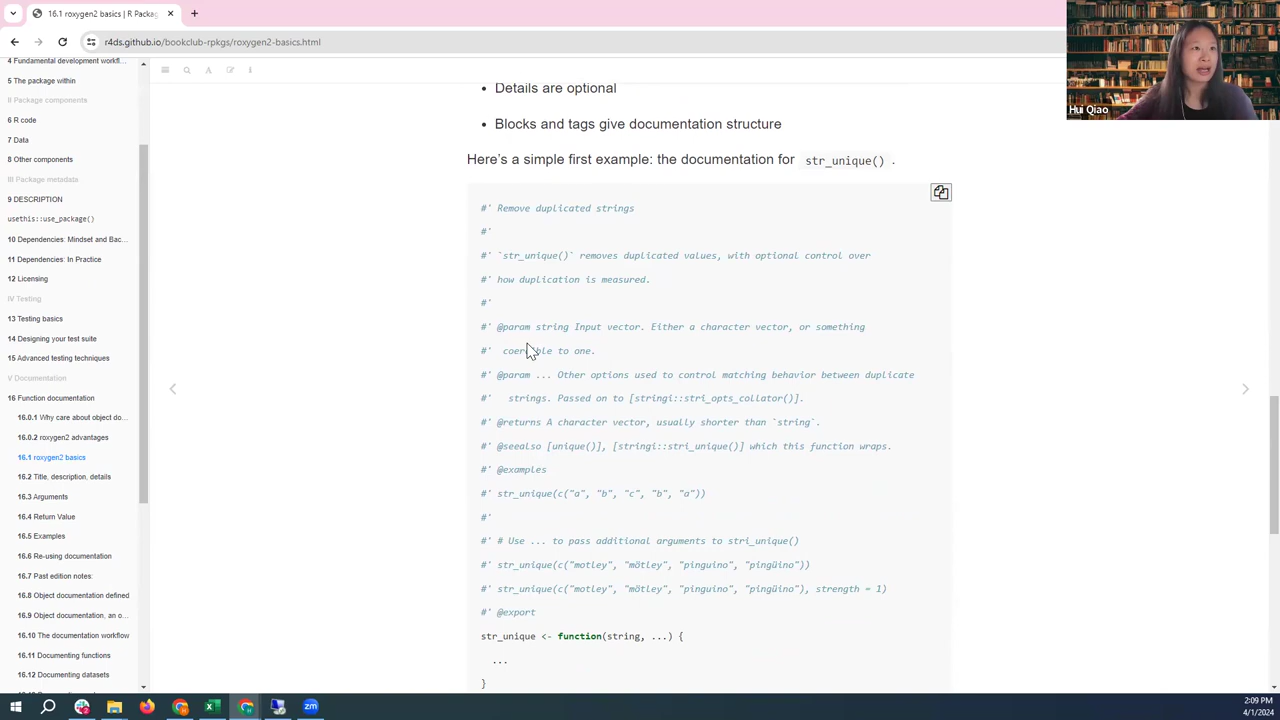 16.1 roxygen2 basics | R Packa
r4ds.github.io/bookclub-rpkgs/roxygen2-basics.html
Hui Qiao
4 Fundamental development workfl...
5 The package within
II Package components
6 R code
7 Data
8 Other components
III Package metadata
9 DESCRIPTION
usethis::use_package()
10 Dependencies: Mindset and Bac...
11 Dependencies: In Practice
12 Licensing
IV Testing
13 Testing basics
14 Designing your test suite
15 Advanced testing techniques
V Documentation
16 Function documentation
16.0.1 Why care about object do...
16.0.2 roxygen2 advantages
16.1 roxygen2 basics
16.2 Title, description, details
16.3 Arguments
16.4 Return Value
16.5 Examples
16.6 Re-using documentation
16.7 Past edition notes:
16.8 Object documentation defined
16.9 Object documentation, an o...
16.10 The documentation workflow
16.11 Documenting functions
16.12 Documenting datasets
• Details are optional
• Blocks and tags give documentation structure
Here's a simple first example: the documentation for str_unique() .
#' Remove duplicated strings
#'
#' `str_unique()` removes duplicated values, with optional control over
#' how duplication is measured.
#'
#' @param string Input vector. Either a character vector, or something
#'  coercible to one.
#' @param ... Other options used to control matching behavior between duplicate
#'   strings. Passed on to [stringi::stri_opts_collator()].
#' @returns A character vector, usually shorter than `string`.
#' @seealso [unique()], [stringi::stri_unique()] which this function wraps.
#' @examples
#' str_unique(c("a", "b", "c", "b", "a"))
#'
#' # Use ... to pass additional arguments to stri_unique()
#' str_unique(c("motley", "mötley", "pinguino", "pingüino"))
#' str_unique(c("motley", "mötley", "pinguino", "pingüino"), strength = 1)
#' @export
str_unique <- function(string, ...) {
...
}
2:09 PM
4/1/2024